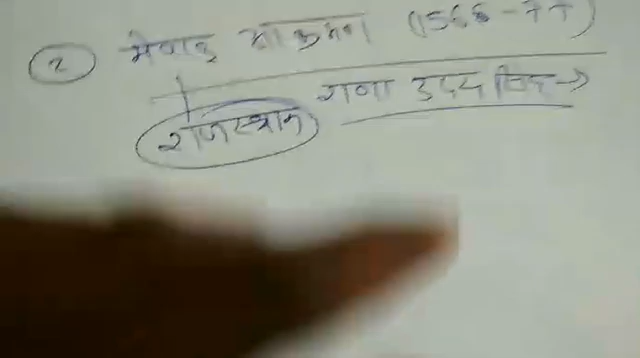 2 मेवाड़ आक्रमण (1568-77)
राजस्थान राणा उदय सिंह →